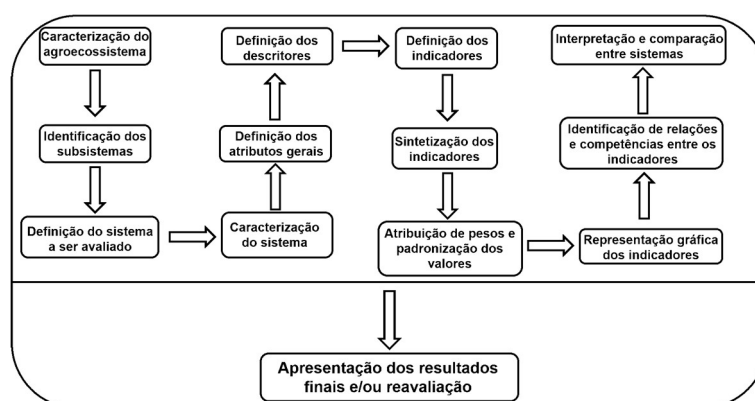 Caracterização do
agroecossistema
Identificação dos
subsistemas
Definição do sistema
a ser avaliado
Caracterização
do sistema
Definição dos
atributos gerais
Definição dos
descritores
Definição dos
indicadores
Sintetização dos
indicadores
Atribuição de pesos e
padronização dos
valores
Representação gráfica
dos indicadores
Identificação de relações
e competências entre os
indicadores
Interpretação e comparação
entre sistemas
Apresentação dos resultados
finais e/ou reavaliação